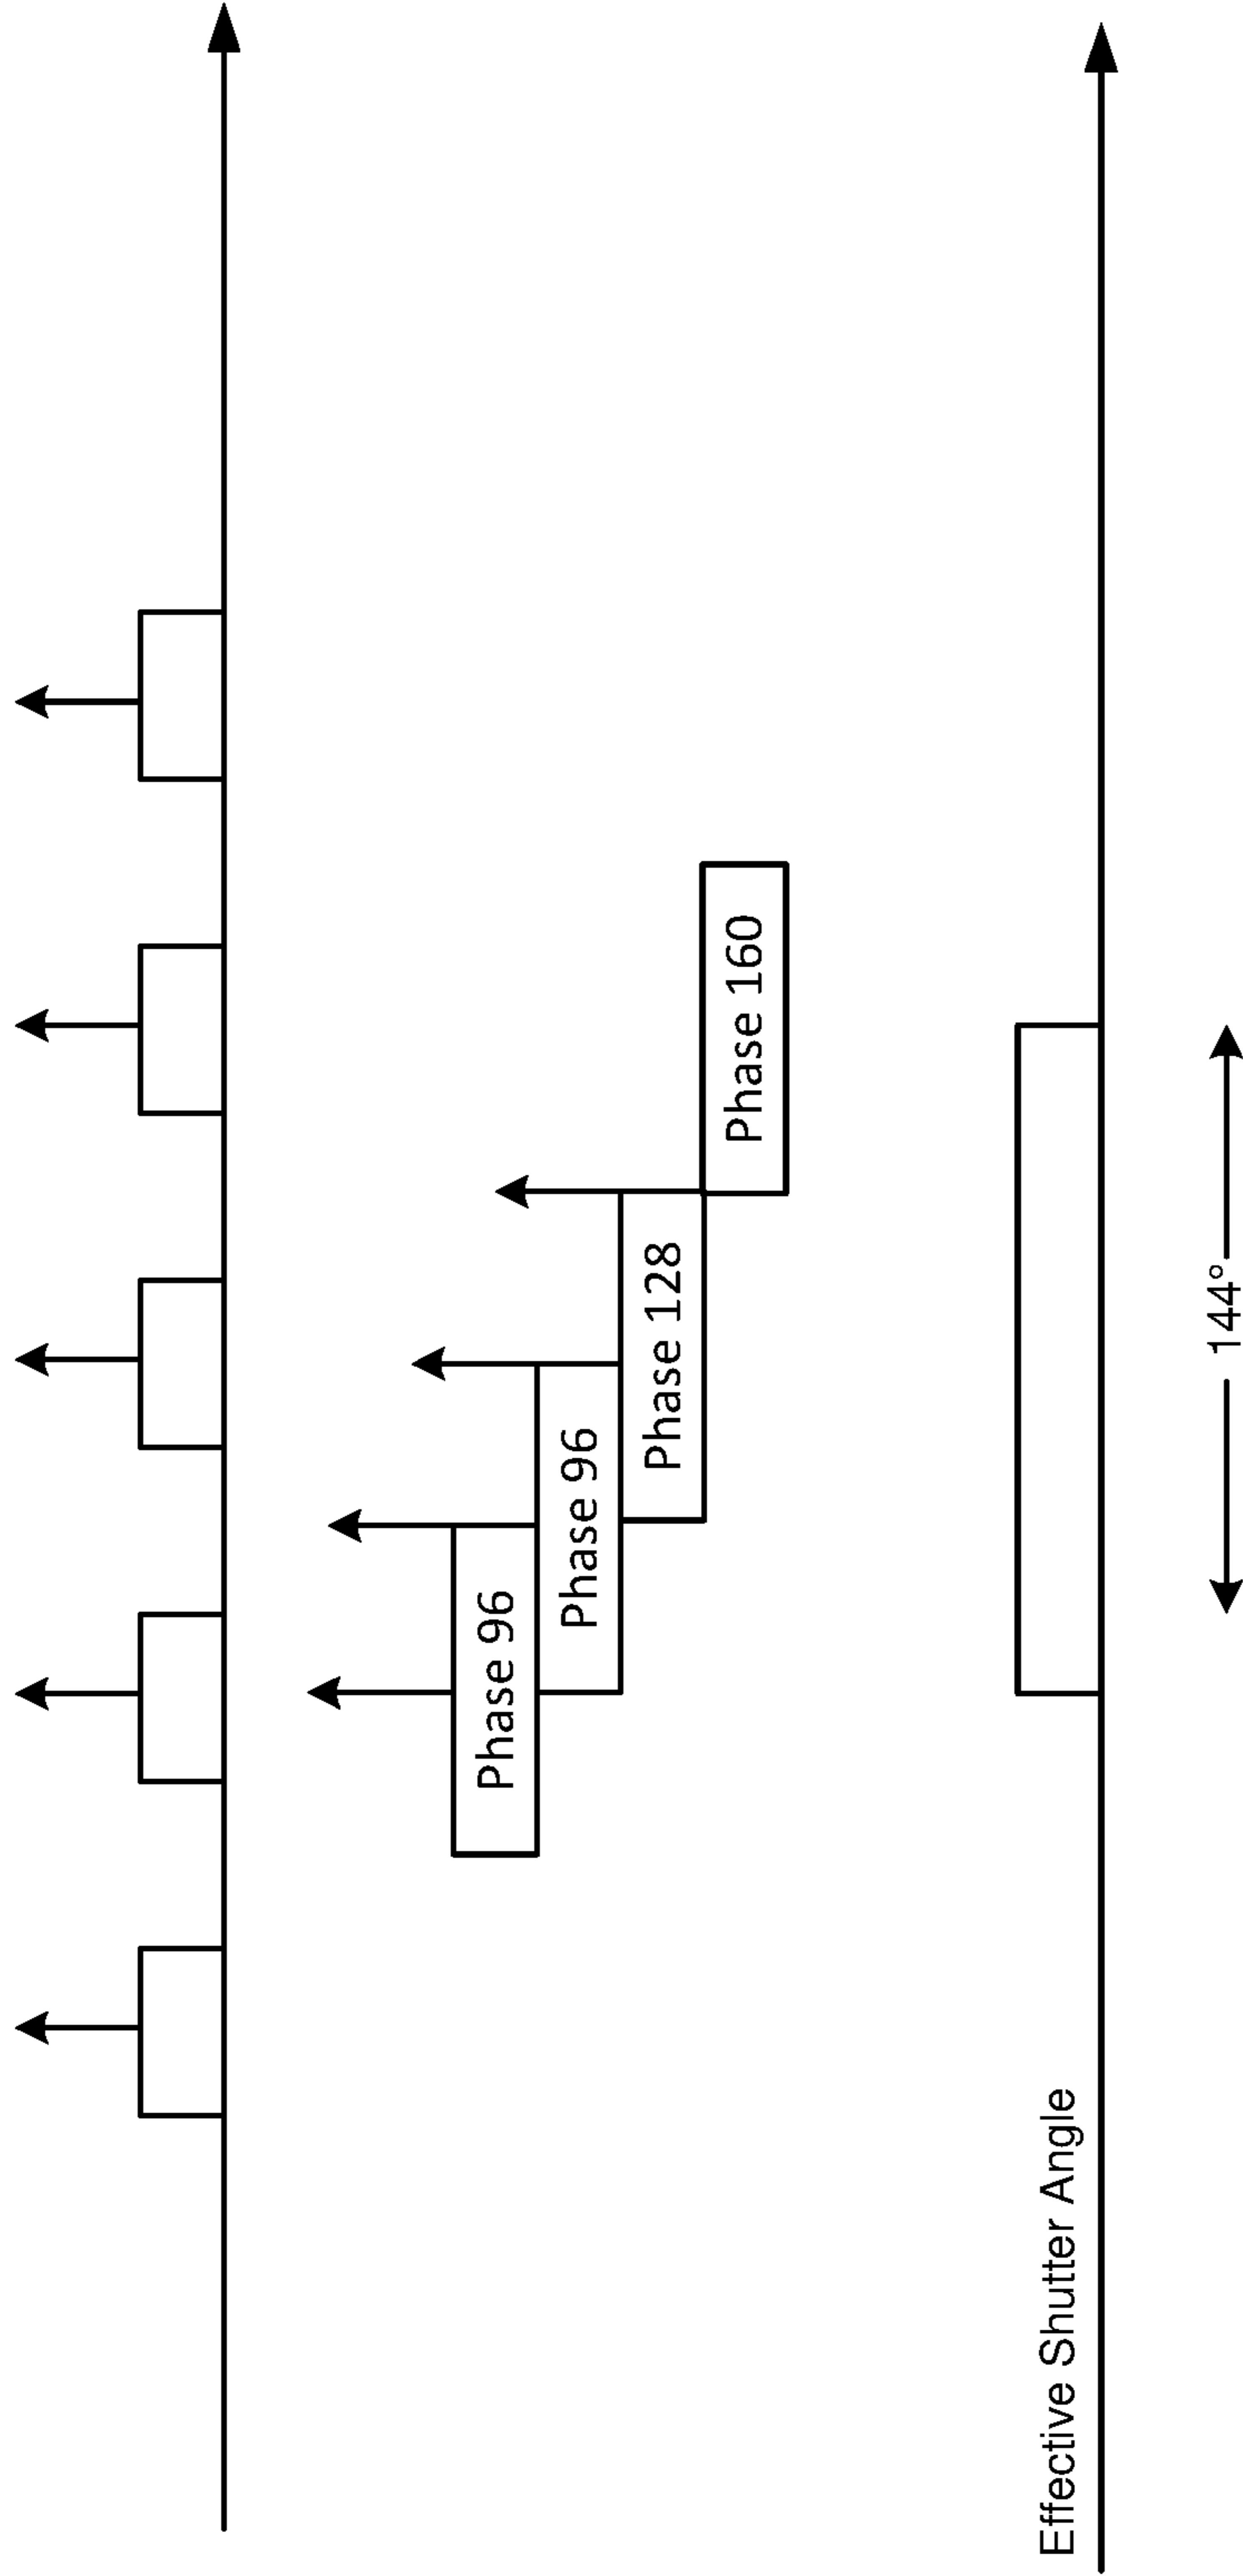 Phase 96
Phase 96
Phase 128
Phase 160
Effective Shutter Angle
144°